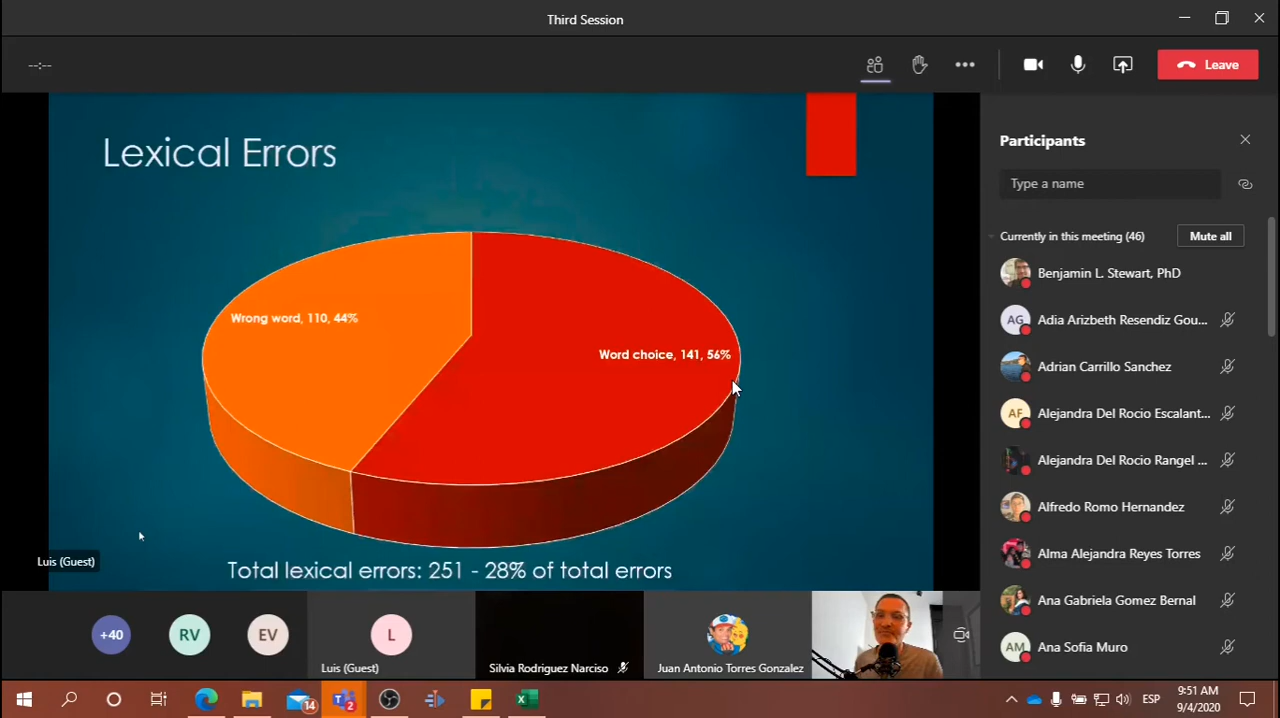 Third Session
--:--
Leave
Lexical Errors
Wrong word, 110, 44%
Word choice, 141, 56%
Total lexical errors: 251 - 28% of total errors
Luis (Guest)
Participants
Type a name
Currently in this meeting (46)
Mute all
Benjamin L. Stewart, PhD
AG
Adia Arizbeth Resendiz Gou...
Adrian Carrillo Sanchez
AF
Alejandra Del Rocio Escalant...
Alejandra Del Rocio Rangel ...
Alfredo Romo Hernandez
Alma Alejandra Reyes Torres
Ana Gabriela Gomez Bernal
AM
Ana Sofia Muro
+40
RV
EV
L
Luis (Guest)
Silvia Rodriguez Narciso
Juan Antonio Torres Gonzalez
14
2
ESP
9:51 AM
9/4/2020